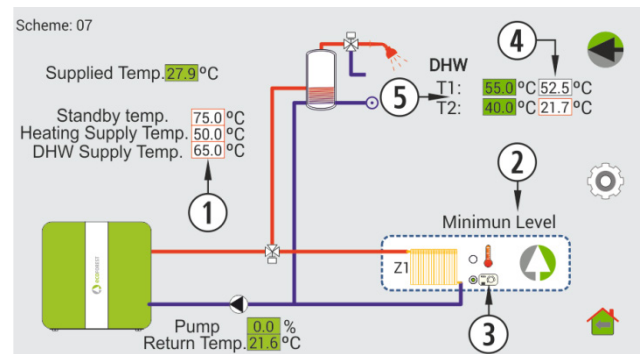 Scheme: 07
Supplied Temp. 27.9 ºC
Standby temp. 75.0 ºC
Heating Supply Temp. 50.0 ºC
DHW Supply Temp. 65.0 ºC
1
DHW
T1: 55.0 ºC 52.5 ºC
T2: 40.0 ºC 21.7 ºC
4
5
2
Minimun Level
Z1
3
ECOFOREST
Pump 0.0 %
Return Temp. 21.6 ºC